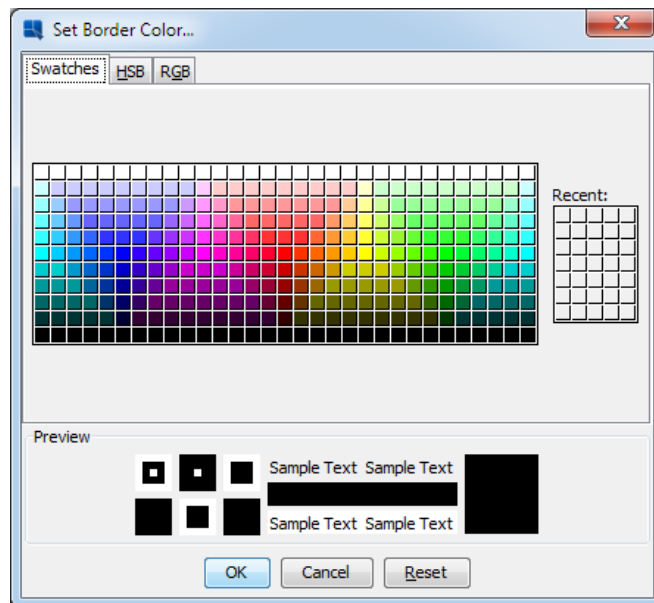 Set Border Color...
Swatches HSB RGB
Recent:
Preview
Sample Text Sample Text
Sample Text Sample Text
OK Cancel Reset